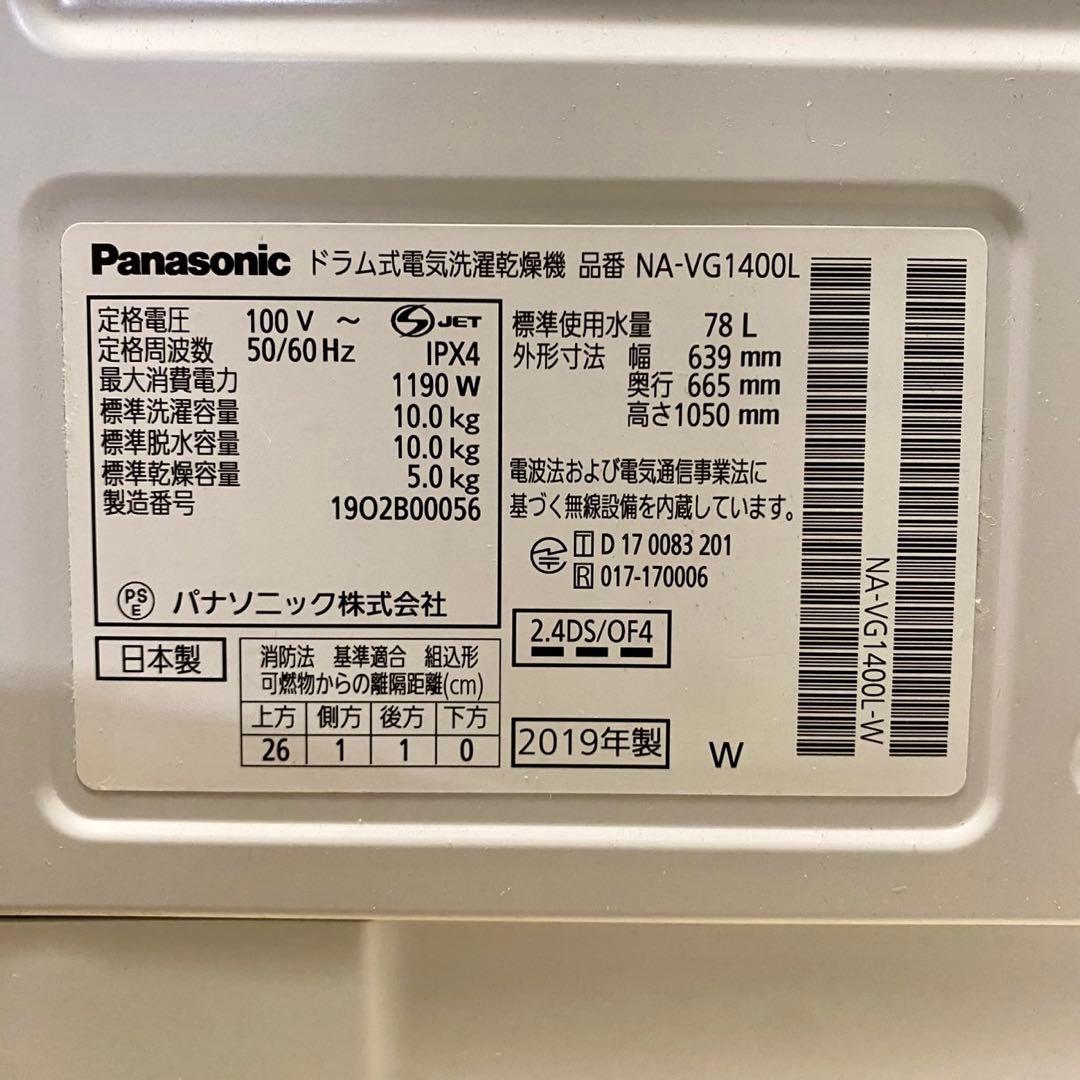 Panasonic ドラム式電気洗濯乾燥機 品番 NA-VG1400L
定格電圧 100 V ~ S JET
定格周波数 50/60 Hz IPX4
最大消費電力 1190 W
標準洗濯容量 10.0 kg
標準脱水容量 10.0 kg
標準乾燥容量 5.0 kg
製造番号 19O2B00056
PS E パナソニック株式会社
標準使用水量 78 L
外形寸法 幅 639 mm
奥行 665 mm
高さ 1050 mm
電波法および電気通信事業法に
基づく無線設備を内蔵しています。
T D 17 0083 201
R 017-170006
日本製
消防法 基準適合 組込形
可燃物からの離隔距離(cm)
上方 側方 後方 下方
26 1 1 0
2.4DS/OF4
2019年製 W
NA-VG1400L-W